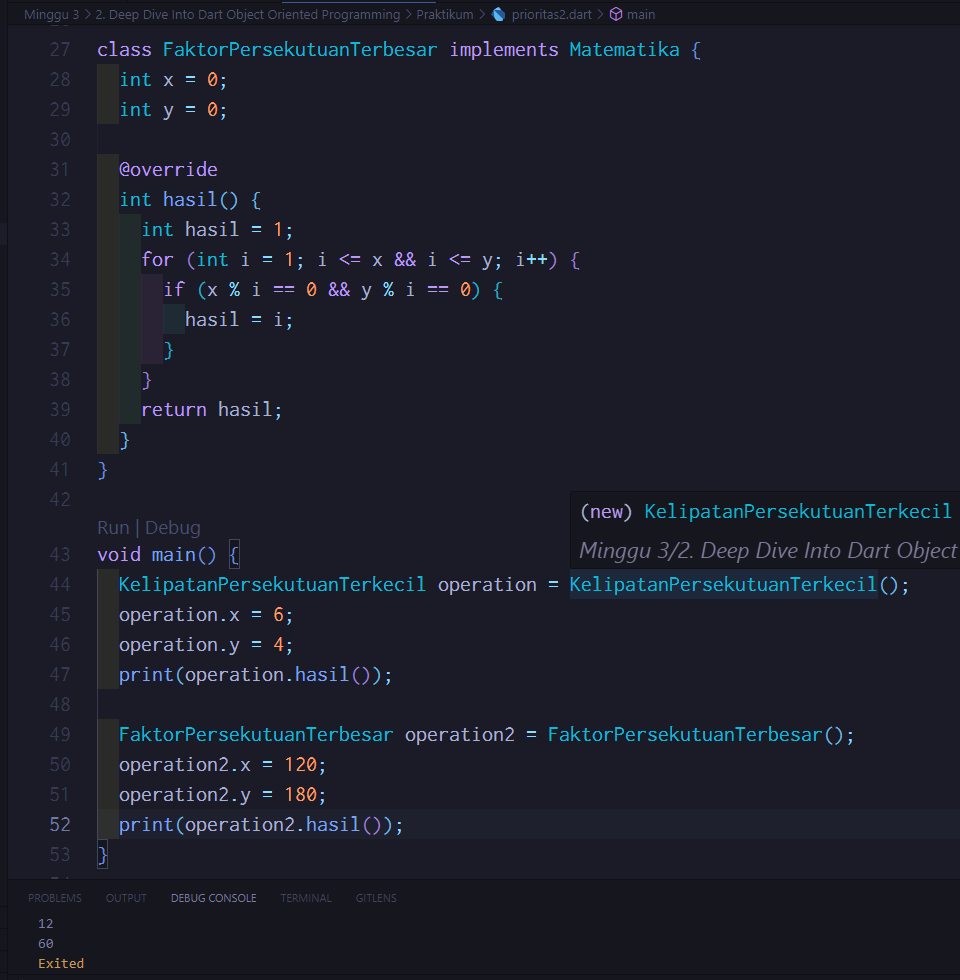 Minggu 3 > 2. Deep Dive Into Dart Object Oriented Programming > Praktikum > prioritas2.dart > main
27 class FaktorPersekutuanTerbesar implements Matematika {
28 int x = 0;
29 int y = 0;
30
31 @override
32 int hasil() {
33 int hasil = 1;
34 for (int i = 1; i <= x && i <= y; i++) {
35 if (x % i == 0 && y % i == 0) {
36 hasil = i;
37 }
38 }
39 return hasil;
40 }
41 }
42
(new) KelipatanPersekutuanTerkecil
Run | Debug
Minggu 3/2. Deep Dive Into Dart Object
43 void main() {
44 KelipatanPersekutuanTerkecil operation = KelipatanPersekutuanTerkecil();
45 operation.x = 6;
46 operation.y = 4;
47 print(operation.hasil());
48
49 FaktorPersekutuanTerbesar operation2 = FaktorPersekutuanTerbesar();
50 operation2.x = 120;
51 operation2.y = 180;
52 print(operation2.hasil());
53 }
PROBLEMS OUTPUT DEBUG CONSOLE TERMINAL GITLENS
12
60
Exited